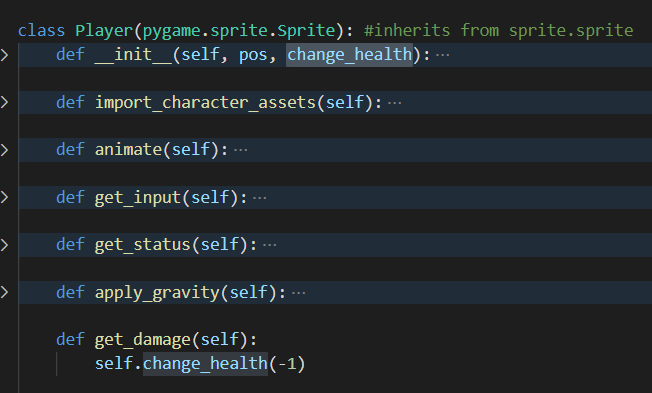 class Player(pygame.sprite.Sprite): #inherits from sprite.sprite
def __init__(self, pos, change_health):···
def import_character_assets(self):···
def animate(self):···
def get_input(self):···
def get_status(self):···
def apply_gravity(self):···
def get_damage(self):
self.change_health(-1)